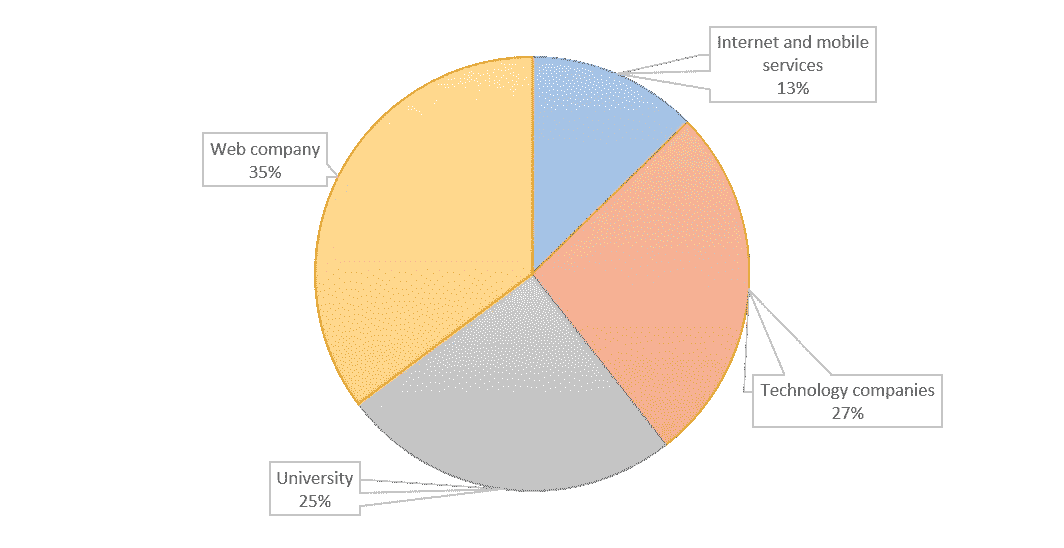 Internet and mobile
services
13%
Web company
35%
Technology companies
27%
University
25%